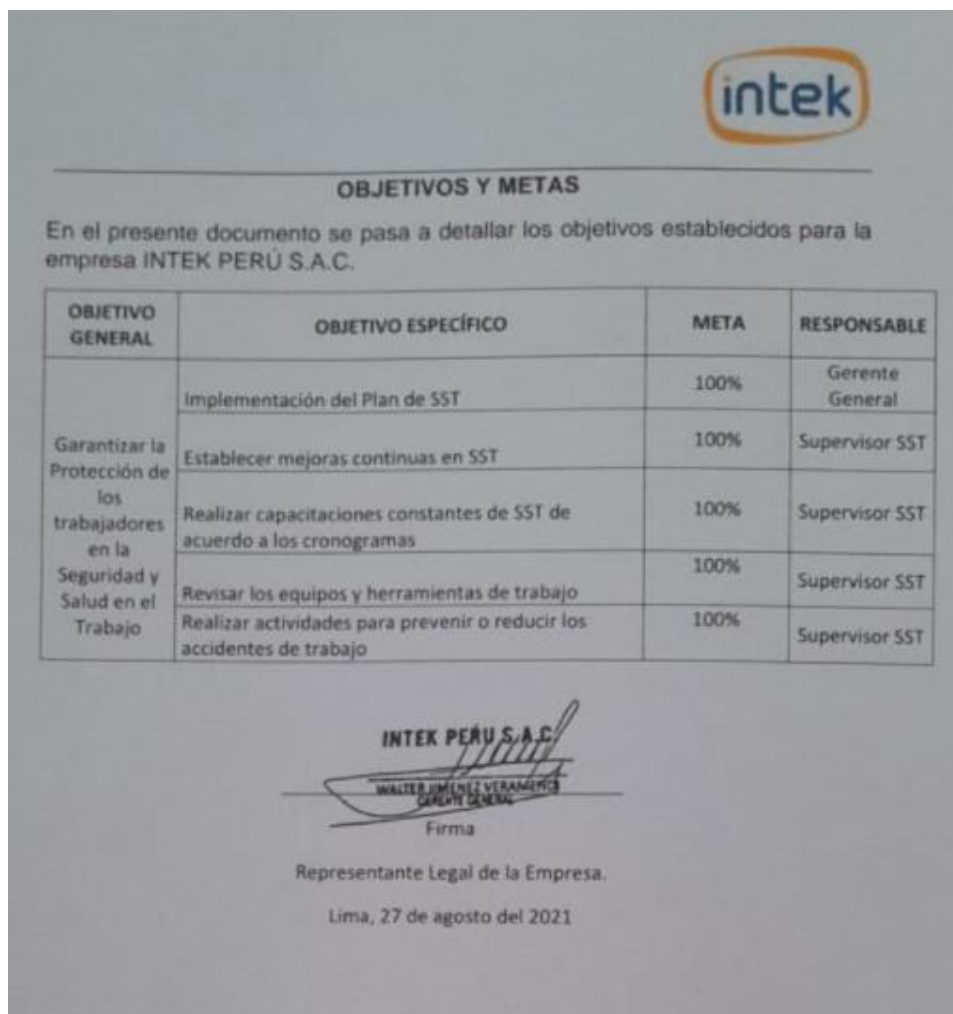 intek
OBJETIVOS Y METAS
En el presente documento se pasa a detallar los objetivos establecidos para la
empresa INTEK PERÚ S.A.C.
OBJETIVO
GENERAL
OBJETIVO ESPECÍFICO
META
RESPONSABLE
Garantizar la
Protección de
los
trabajadores
en la
Seguridad y
Salud en el
Trabajo
Implementación del Plan de SST
100%
Gerente
General
Establecer mejoras continuas en SST
100%
Supervisor SST
Realizar capacitaciones constantes de SST de
acuerdo a los cronogramas
100%
Supervisor SST
Revisar los equipos y herramientas de trabajo
100%
Supervisor SST
Realizar actividades para prevenir o reducir los
accidentes de trabajo
100%
Supervisor SST
INTEK PERU S.A.C.
WALTER JIMENEZ
GERENTE GENERAL
Firma
Representante Legal de la Empresa.
Lima, 27 de agosto del 2021